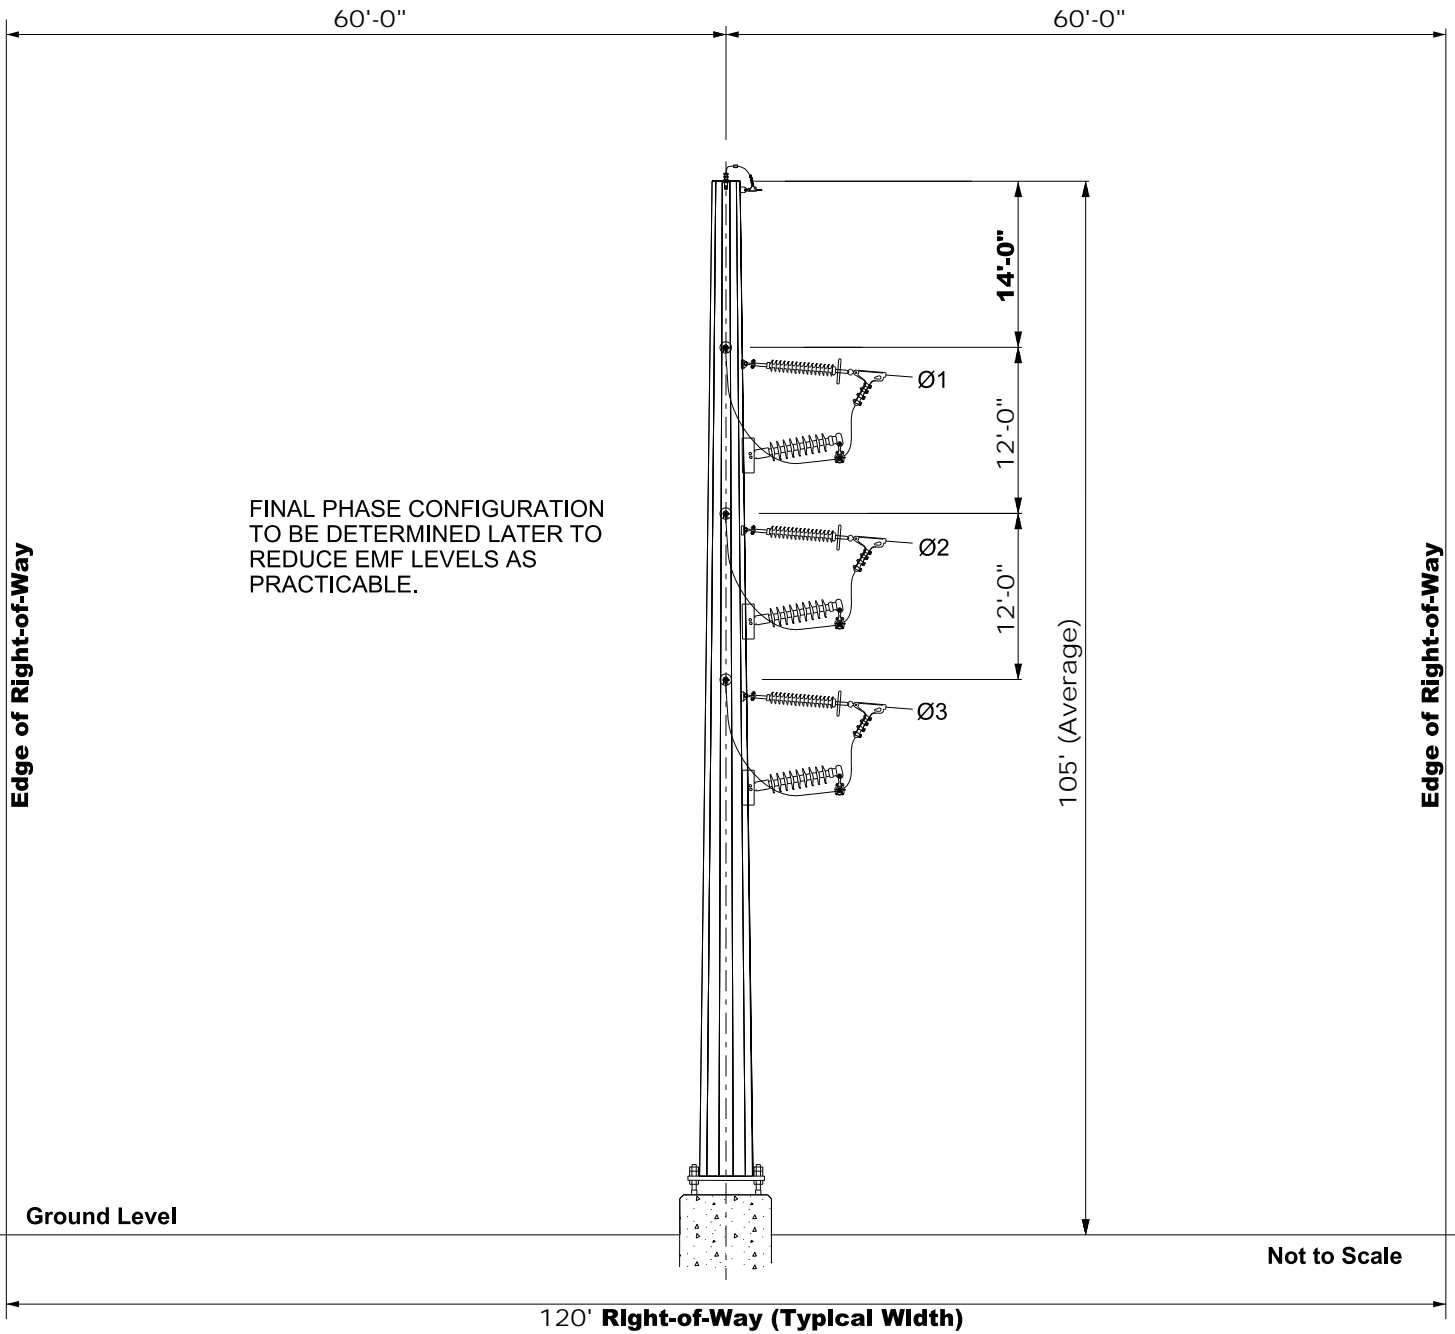 60'-0"
60'-0"
14'-0"
Ø1
12'-0"
FINAL PHASE CONFIGURATION
TO BE DETERMINED LATER TO
REDUCE EMF LEVELS AS
PRACTICABLE.
Ø2
12'-0"
Edge of Right-of-Way
Edge of Right-of-Way
105' (Average)
Ø3
Ground Level
Not to Scale
120' Right-of-Way (Typical Width)